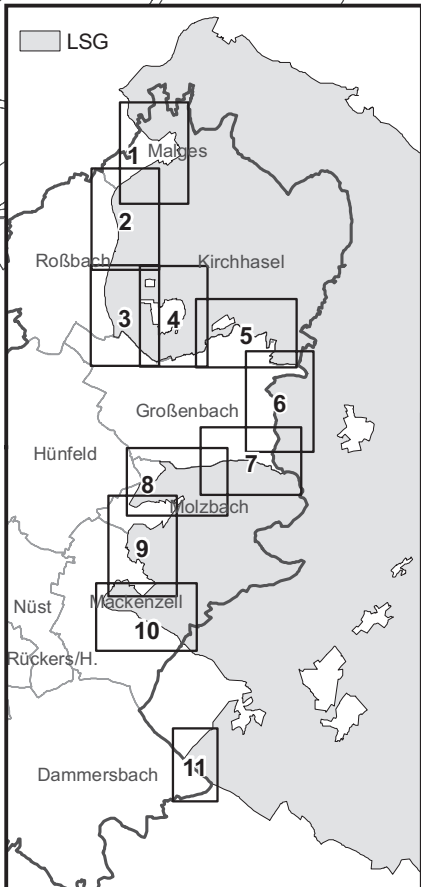 LSG
1
Malges
2
Roßbach
Kirchhasel
3
4
5
6
Großenbach
Hünfeld
7
8
Molzbach
9
Nüst
Mackenzell
10
Rückers/H.
11
Dammersbach